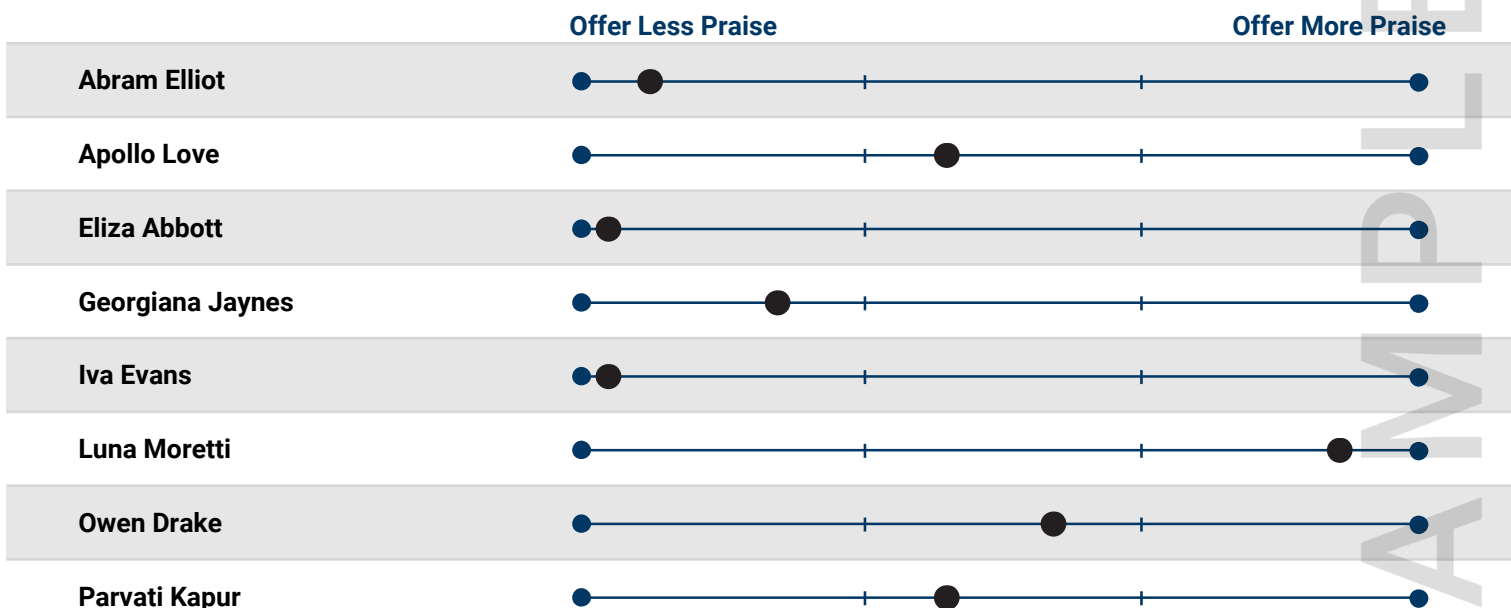 Offer Less Praise Offer More Praise
Abram Elliot
Apollo Love
Eliza Abbott
Georgiana Jaynes
Iva Evans
Luna Moretti
Owen Drake
Parvati Kapur
A M P L E